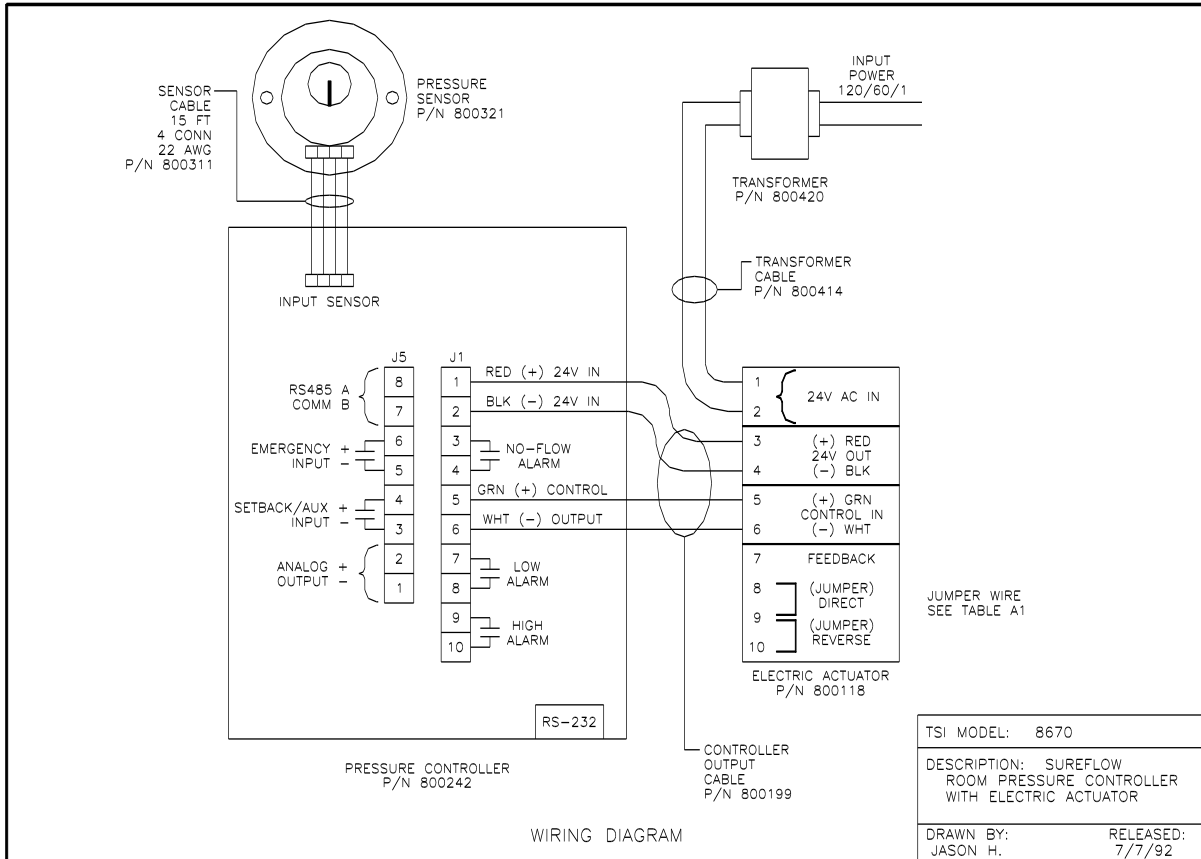 SENSOR
CABLE
15 FT
4 CONN
22 AWG
P/N 800311
PRESSURE
SENSOR
P/N 800321
INPUT
POWER
120/60/1
TRANSFORMER
P/N 800420
TRANSFORMER
CABLE
P/N 800414
INPUT SENSOR
J5
8
7
6
5
4
3
2
1
RS485 A
COMM B
EMERGENCY +
INPUT -
SETBACK/AUX +
INPUT -
ANALOG +
OUTPUT -
J1
1
2
3
4
5
6
7
8
9
10
RED (+) 24V IN
BLK (-) 24V IN
NO-FLOW
ALARM
GRN (+) CONTROL
WHT (-) OUTPUT
LOW
ALARM
HIGH
ALARM
RS-232
PRESSURE CONTROLLER
P/N 800242
1
2
24V AC IN
3 (+) RED
24V OUT
4 (-) BLK
5 (+) GRN
CONTROL IN
6 (-) WHT
7 FEEDBACK
8 (JUMPER)
DIRECT
9 (JUMPER)
REVERSE
10
ELECTRIC ACTUATOR
P/N 800118
JUMPER WIRE
SEE TABLE A1
CONTROLLER
OUTPUT
CABLE
P/N 800199
WIRING DIAGRAM
TSI MODEL: 8670
DESCRIPTION: SUREFLOW
ROOM PRESSURE CONTROLLER
WITH ELECTRIC ACTUATOR
DRAWN BY: RELEASED:
JASON H. 7/7/92